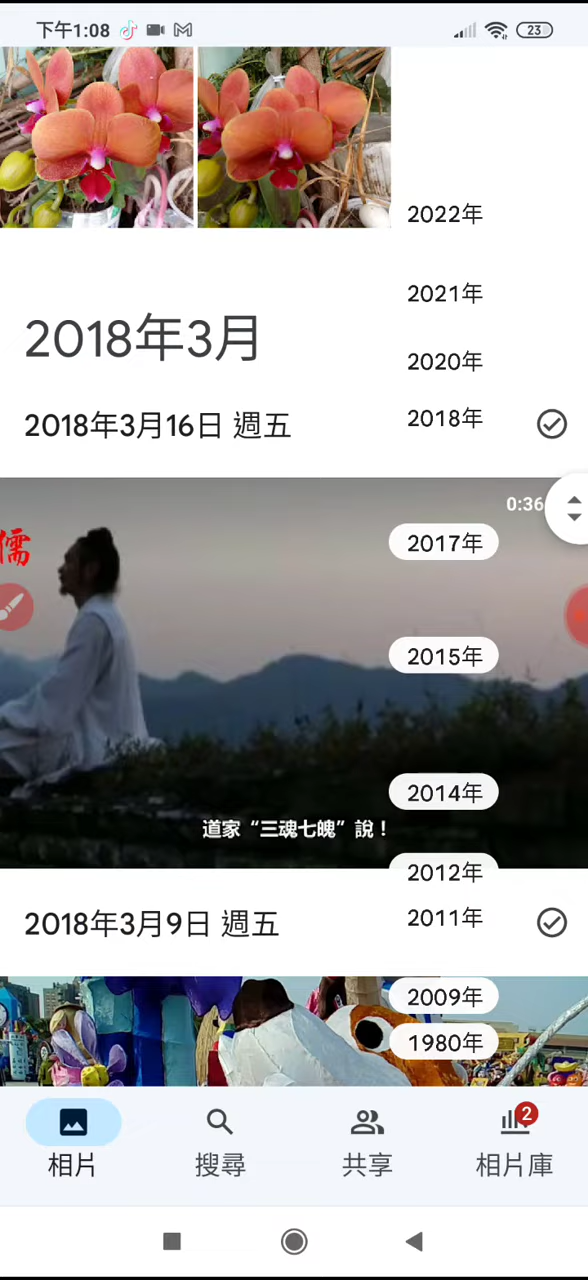 下午1:08
23
2022年
2021年
2018年3月
2020年
2018年3月16日 週五
2018年
0:36
儒
2017年
2015年
2014年
道家“三魂七魄”說！
2012年
2018年3月9日 週五
2011年
2009年
1980年
2
相片
搜尋
共享
相片庫